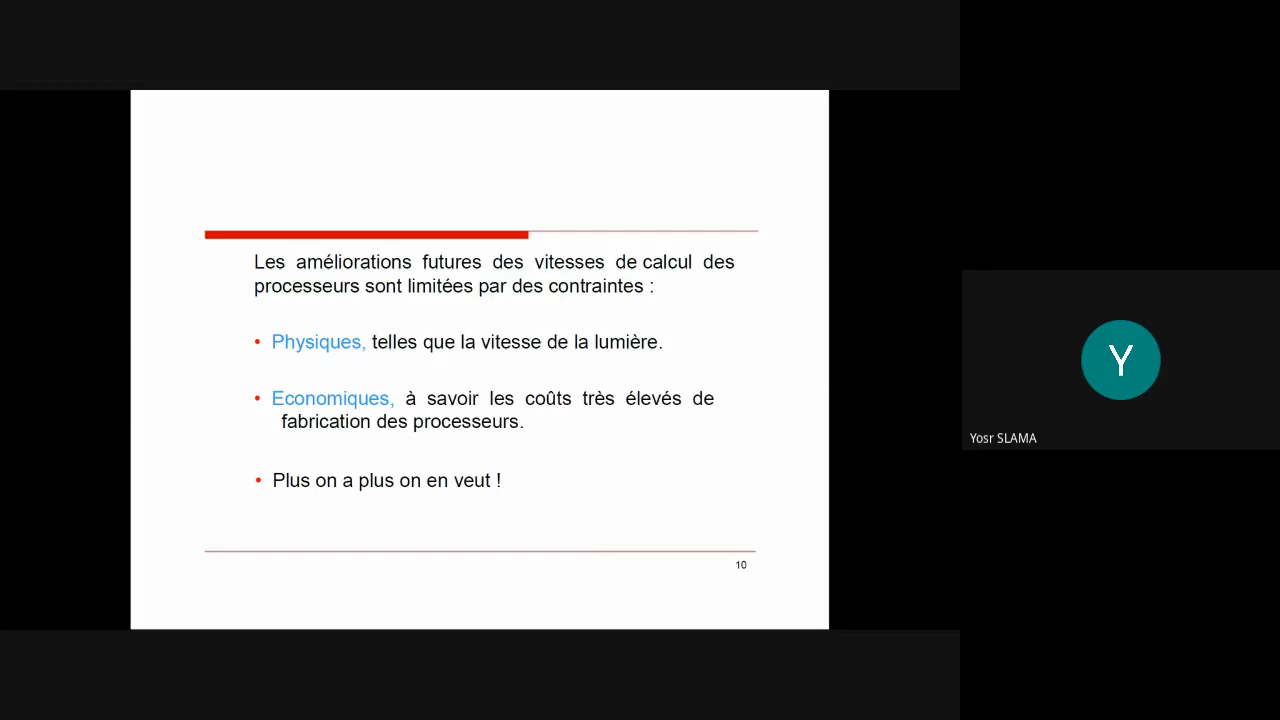 Les améliorations futures des vitesses de calcul des
processeurs sont limitées par des contraintes :
• Physiques, telles que la vitesse de la lumière.
• Economiques, à savoir les coûts très élevés de
fabrication des processeurs.
• Plus on a plus on en veut !
10
Y
Yosr SLAMA